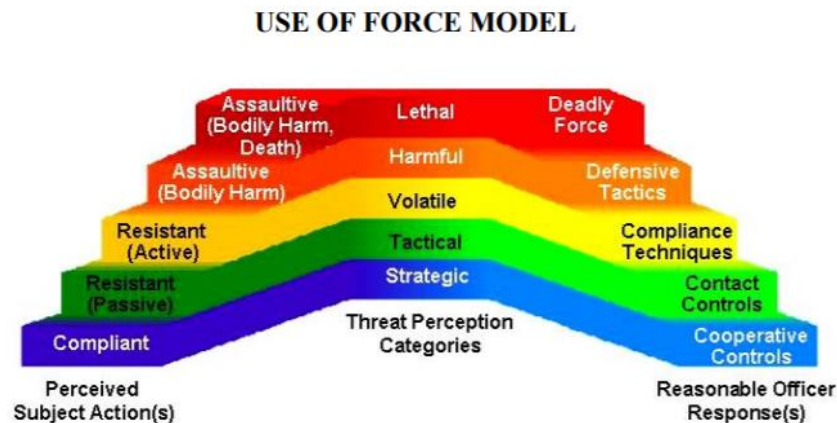 USE OF FORCE MODEL
Assaultive
(Bodily Harm,
Death)
Lethal
Deadly
Force
Assaultive
(Bodily Harm)
Harmful
Defensive
Tactics
Resistant
(Active)
Volatile
Compliance
Techniques
Resistant
(Passive)
Tactical
Contact
Controls
Compliant
Strategic
Cooperative
Controls
Perceived
Subject Action(s)
Threat Perception
Categories
Reasonable Officer
Response(s)